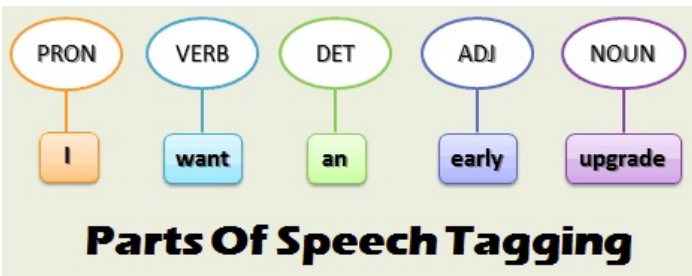 PRON VERB DET ADJ NOUN
I want an early upgrade
Parts Of Speech Tagging